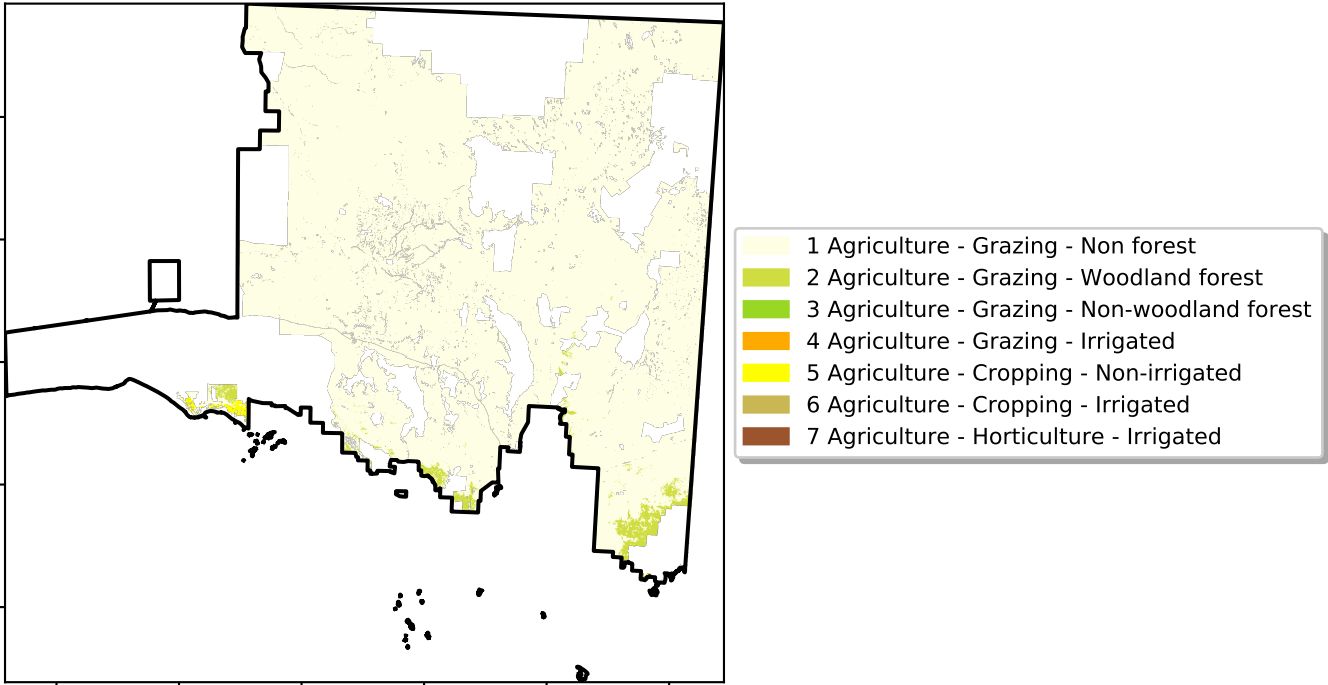 1 Agriculture - Grazing - Non forest
2 Agriculture - Grazing - Woodland forest
3 Agriculture - Grazing - Non-woodland forest
4 Agriculture - Grazing - Irrigated
5 Agriculture - Cropping - Non-irrigated
6 Agriculture - Cropping - Irrigated
7 Agriculture - Horticulture - Irrigated